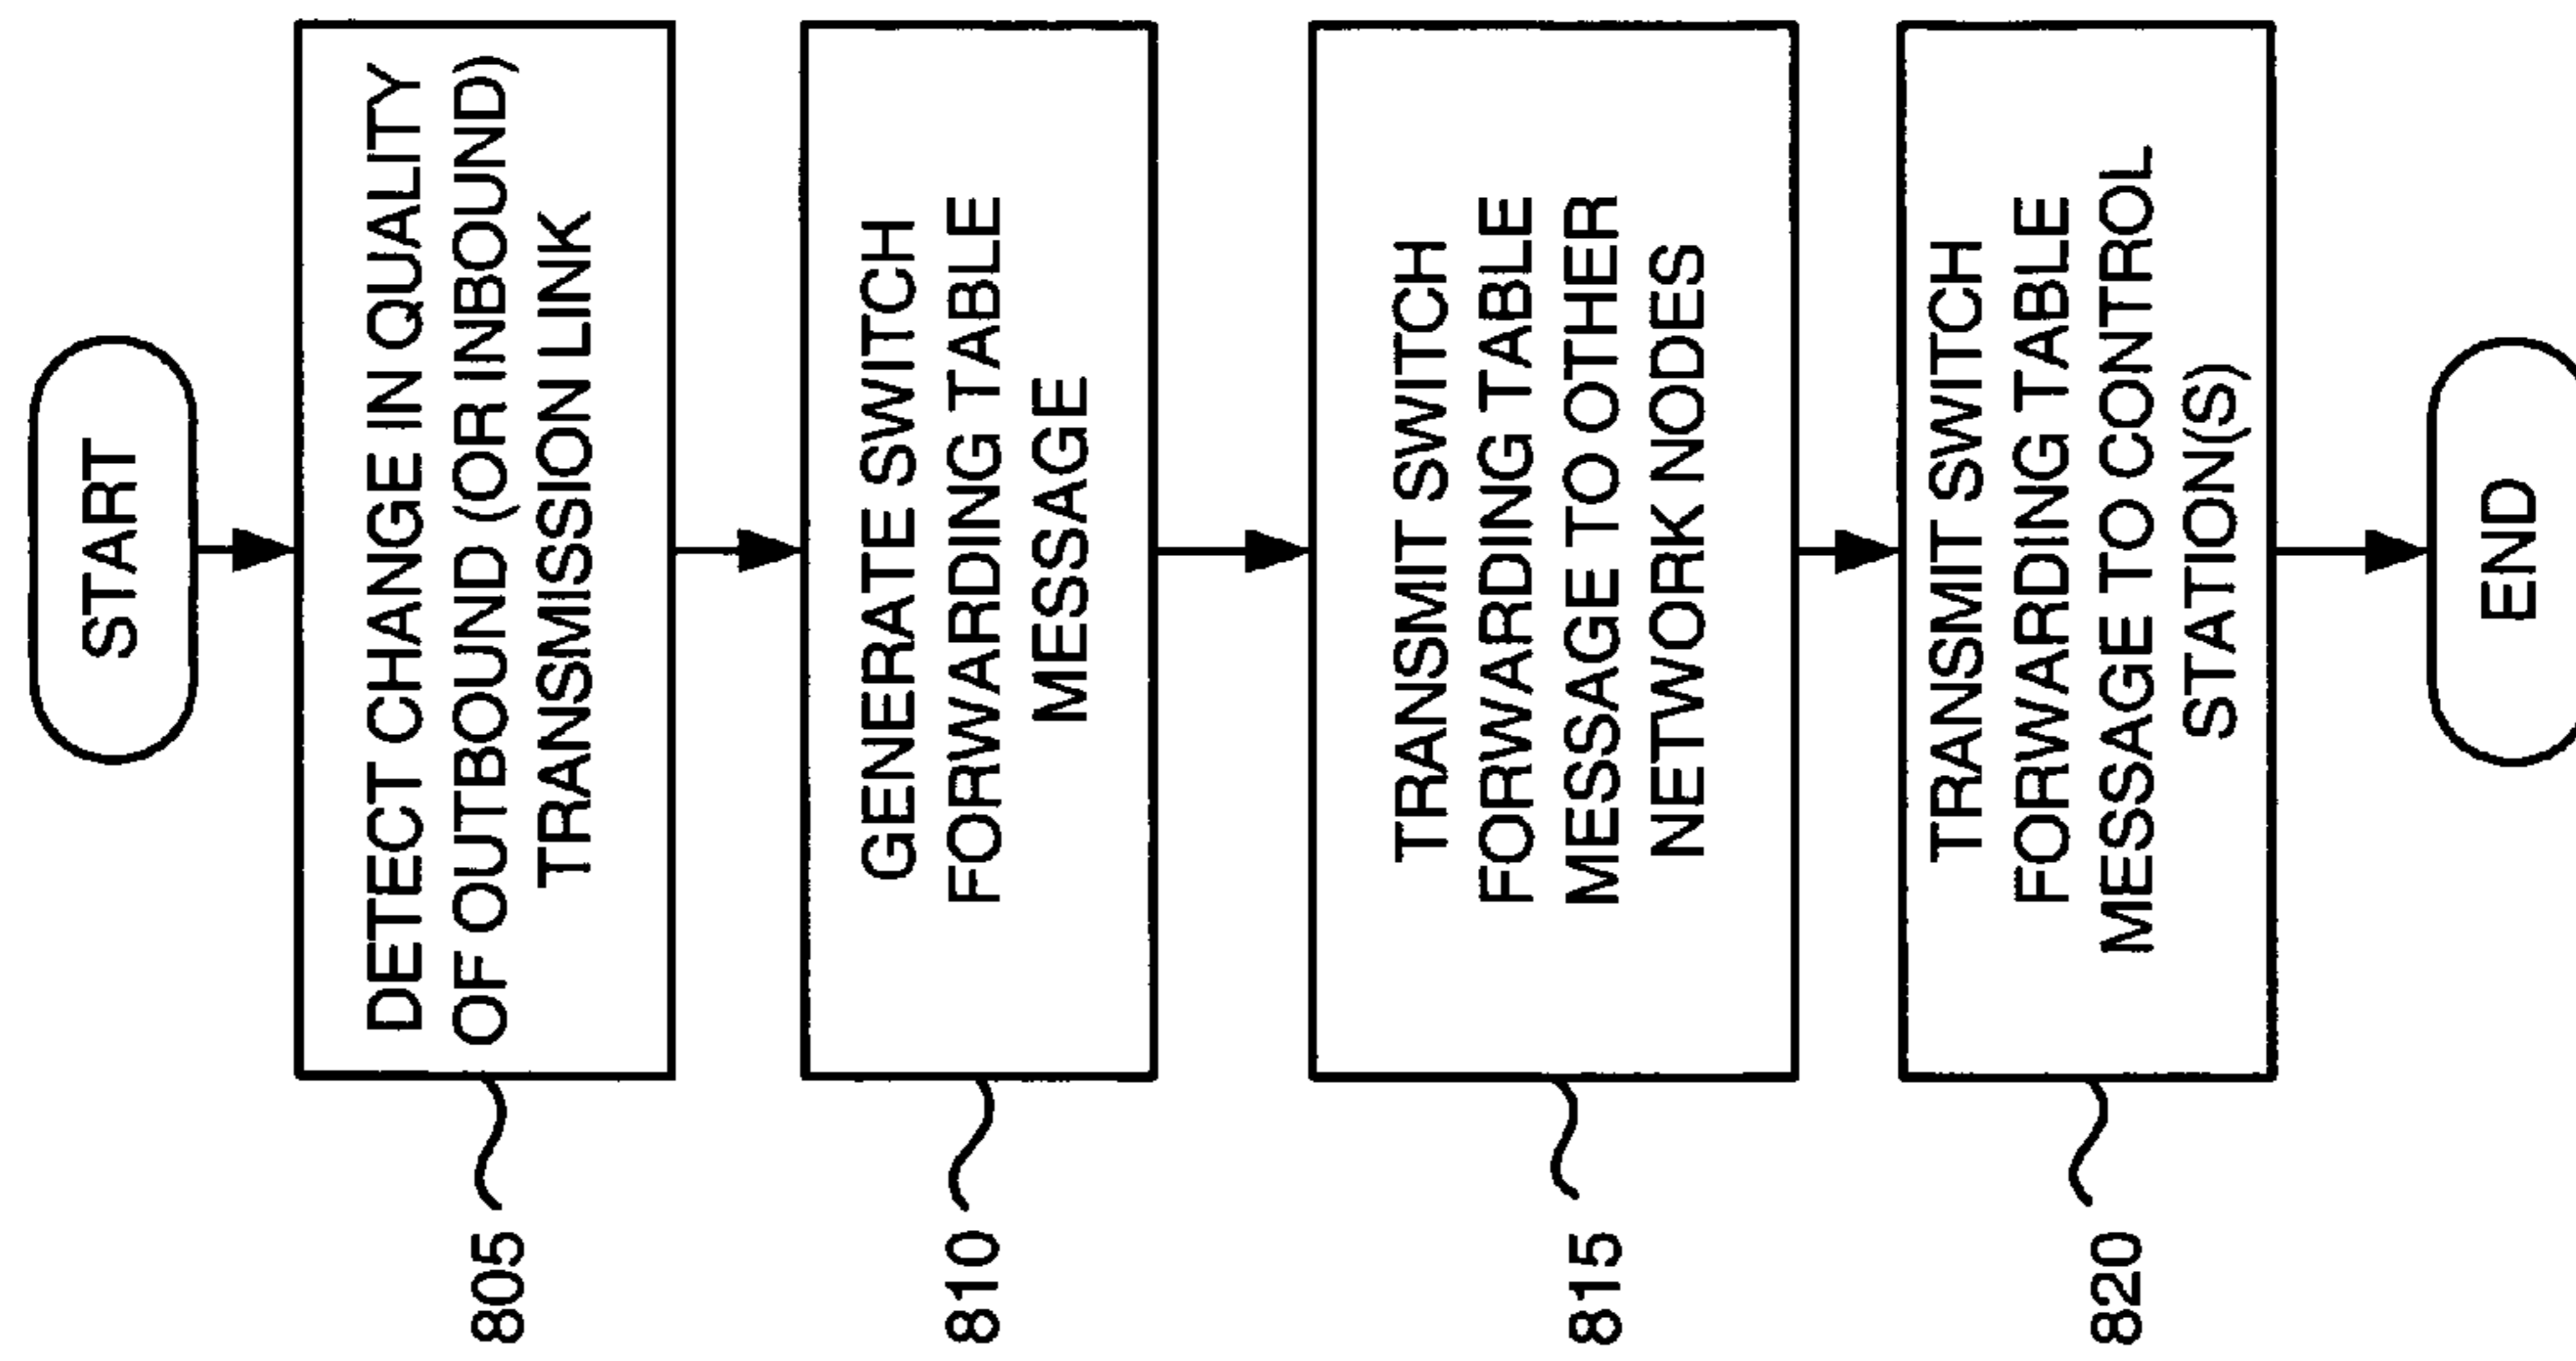 START
DETECT CHANGE IN QUALITY
OF OUTBOUND (OR INBOUND)
TRANSMISSION LINK
805
GENERATE SWITCH
FORWARDING TABLE
MESSAGE
810
TRANSMIT SWITCH
FORWARDING TABLE
MESSAGE TO OTHER
NETWORK NODES
815
TRANSMIT SWITCH
FORWARDING TABLE
MESSAGE TO CONTROL
STATION(S)
820
END